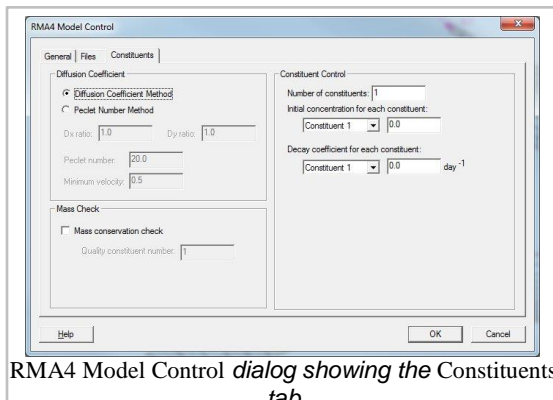 RMA4 Model Control
General Files Constituents
Diffusion Coefficient
Diffusion Coefficient Method
Peclet Number Method
Dx ratio: 1.0 Dy ratio: 1.0
Peclet number: 20.0
Minimum velocity: 0.5
Mass Check
Mass conservation check
Quality constituent number: 1
Constituent Control
Number of constituents: 1
Initial concentration for each constituent:
Constituent 1 0.0
Decay coefficient for each constituent:
Constituent 1 0.0 day -1
Help OK Cancel
RMA4 Model Control dialog showing the Constituents
tab